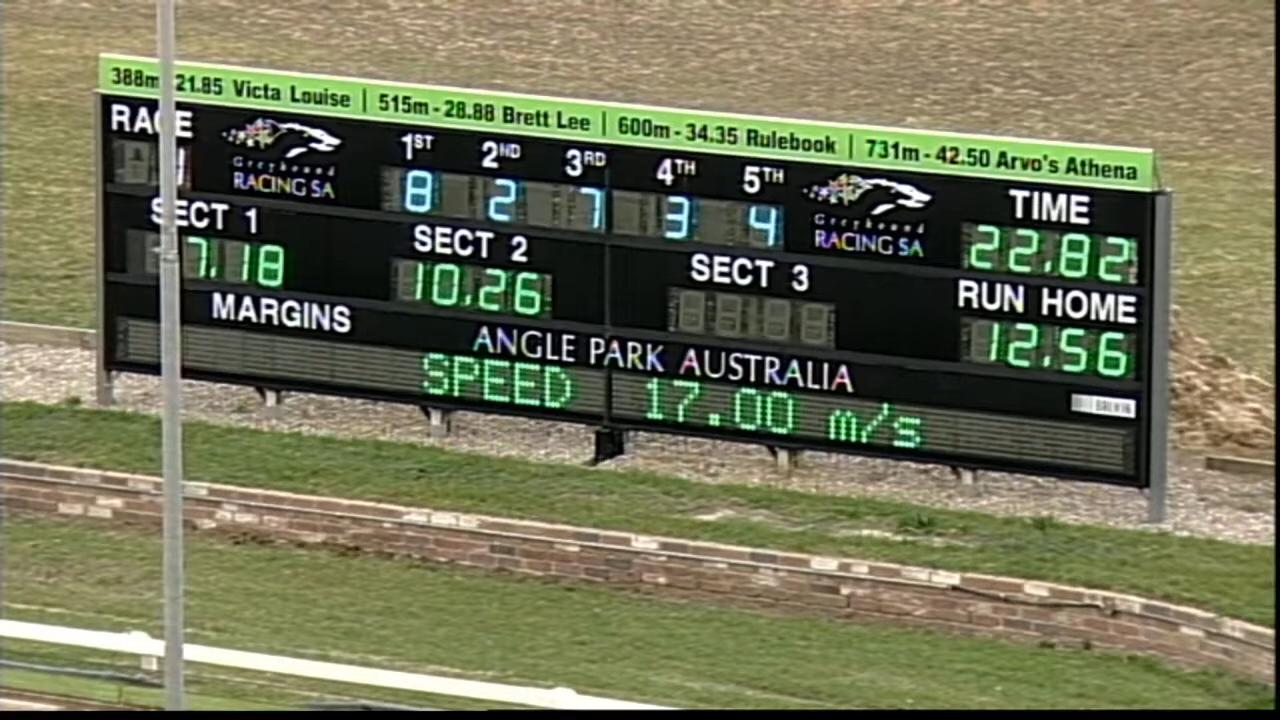 388m 21.85 Victa Louise | 515m - 28.88 Brett Lee | 600m - 34.35 Rulebook | 731m - 42.50 Arvo's Athena
RACE
Greyhound
RACING SA
1ST 2ND 3RD 4TH 5TH
8 2 7 3 4
Greyhound
RACING SA
TIME
22.82
SECT 1
7.18
SECT 2
10.26
SECT 3
RUN HOME
12.56
MARGINS
ANGLE PARK AUSTRALIA
SPEED 17.00 m/s